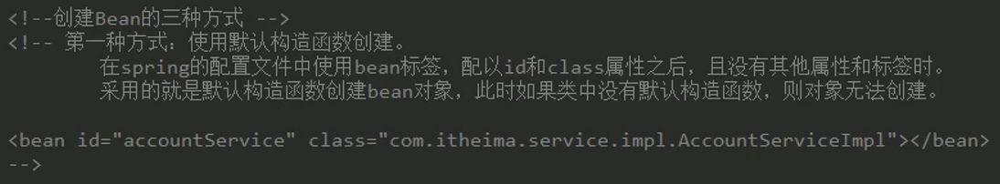 <!--创建Bean的三种方式 -->
<!-- 第一种方式：使用默认构造函数创建。
在spring的配置文件中使用bean标签，配以id和class属性之后，且没有其他属性和标签时。
采用的就是默认构造函数创建bean对象，此时如果类中没有默认构造函数，则对象无法创建。
<bean id="accountService" class="com.itheima.service.impl.AccountServiceImpl"></bean>
-->